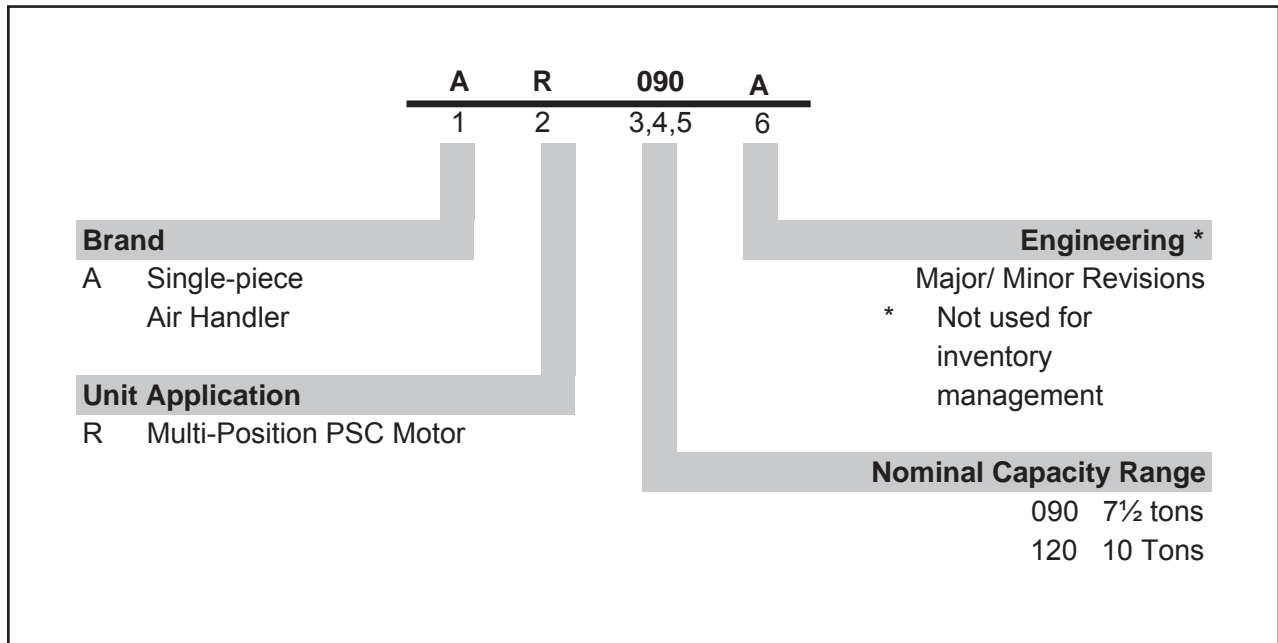 A R 090 A
1 2 3,4,5 6
Brand
A Single-piece
Air Handler
Unit Application
R Multi-Position PSC Motor
Engineering *
Major/ Minor Revisions
* Not used for
inventory
management
Nominal Capacity Range
090 7½ tons
120 10 Tons